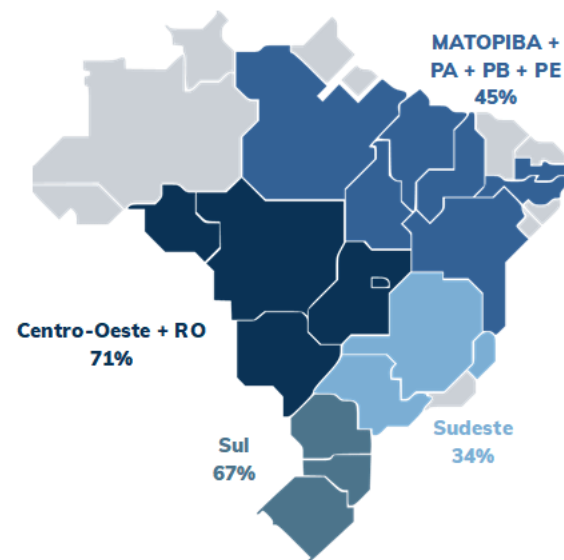 MATOPIBA +
PA + PB + PE
45%
Centro-Oeste + RO
71%
Sul
67%
Sudeste
34%